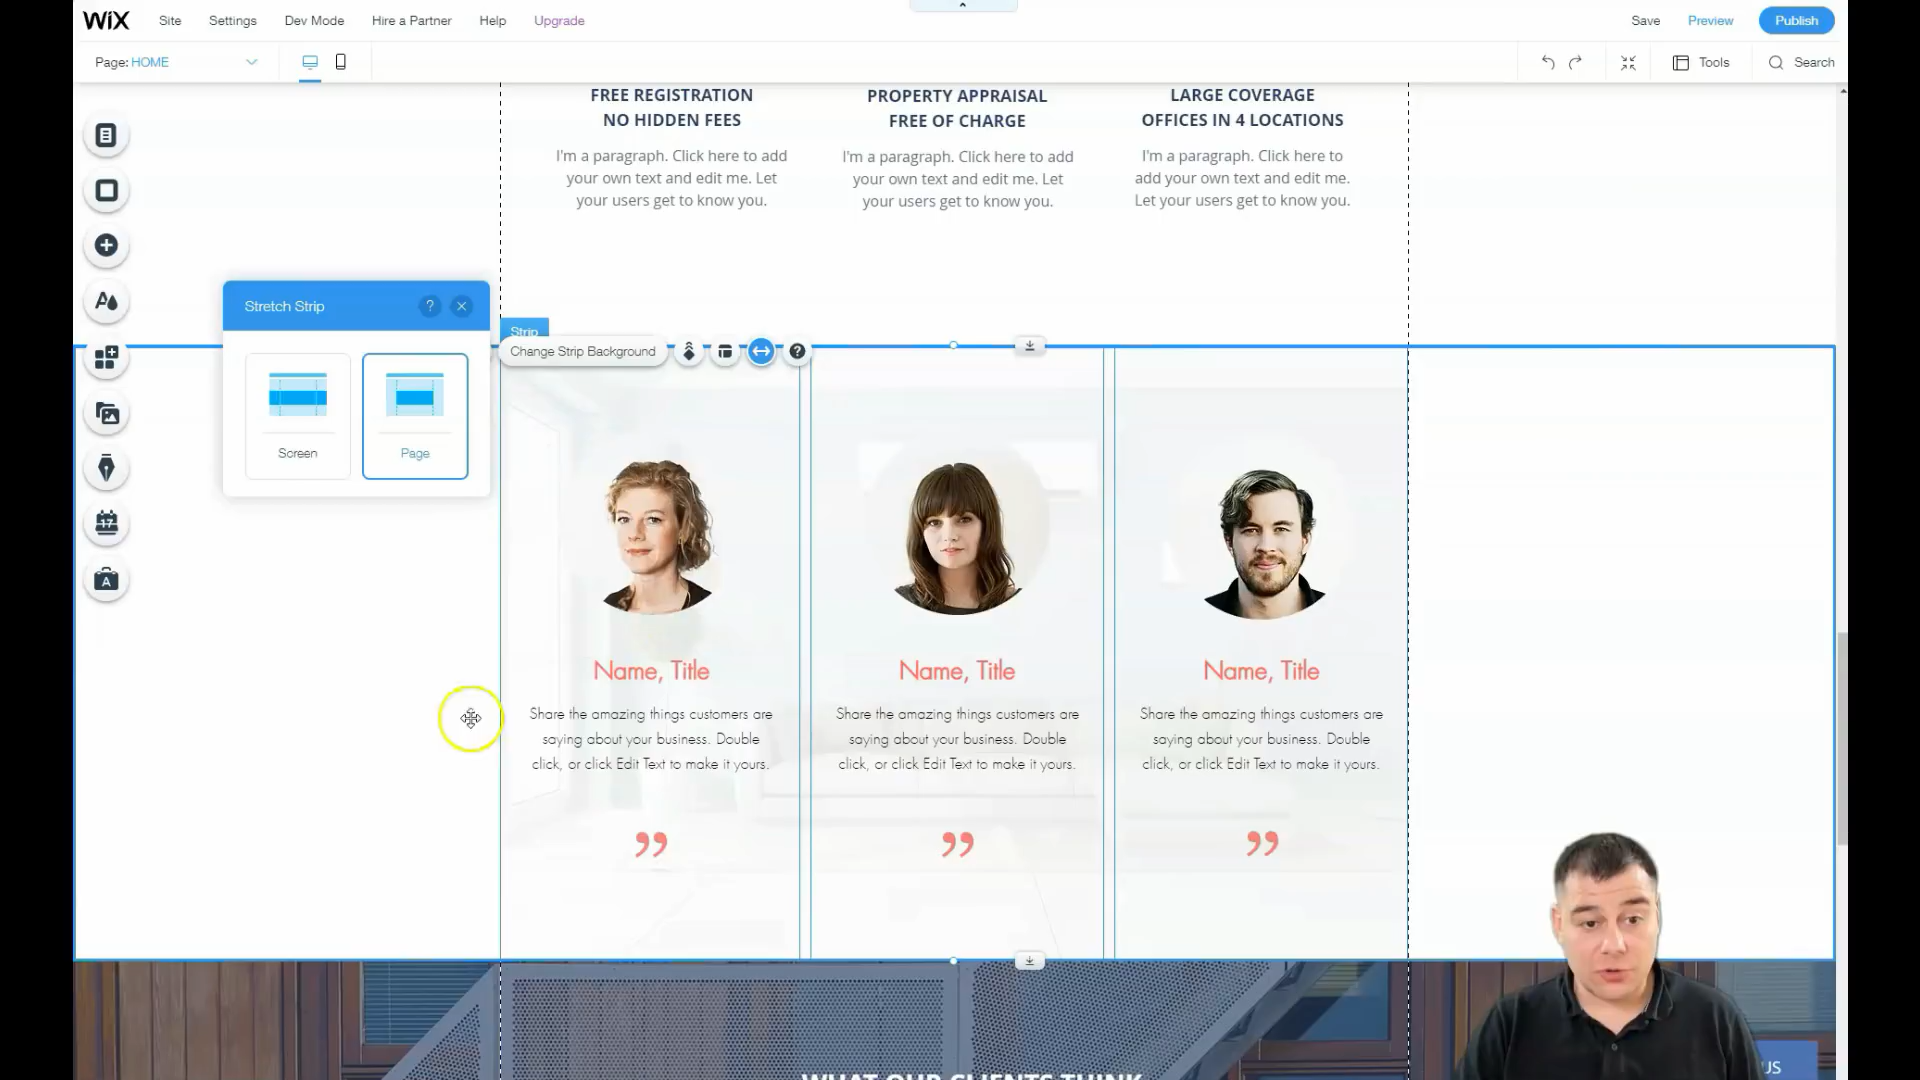 WiX
Site
Settings
Dev Mode
Hire a Partner
Help
Upgrade
Save
Preview
Publish
Page: HOME
Tools
Search
FREE REGISTRATION
NO HIDDEN FEES
I'm a paragraph. Click here to add
your own text and edit me. Let
your users get to know you.
PROPERTY APPRAISAL
FREE OF CHARGE
I'm a paragraph. Click here to add
your own text and edit me. Let
your users get to know you.
LARGE COVERAGE
OFFICES IN 4 LOCATIONS
I'm a paragraph. Click here to
add your own text and edit me.
Let your users get to know you.
Stretch Strip
?
Screen
Page
Strip
Change Strip Background
?
17
A
Name, Title
Share the amazing things customers are
saying about your business. Double
click, or click Edit Text to make it yours.
”
Name, Title
Share the amazing things customers are
saying about your business. Double
click, or click Edit Text to make it yours.
”
Name, Title
Share the amazing things customers are
saying about your business. Double
click, or click Edit Text to make it yours.
”
WHAT OUR CLIENTS THINK
US